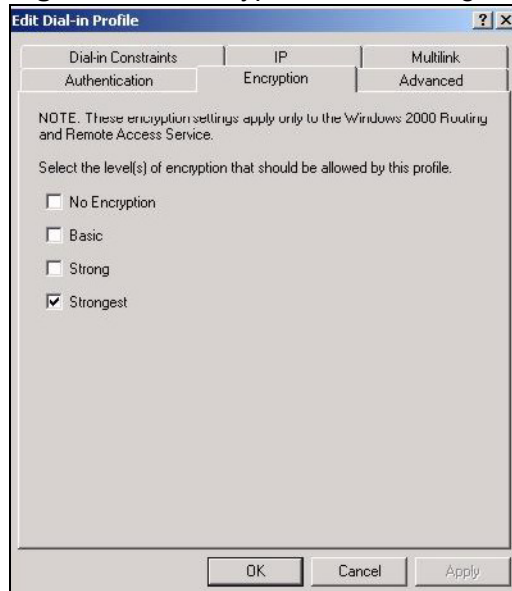 Edit Dial-in Profile
Dial-in Constraints IP Multilink
Authentication Encryption Advanced
NOTE. These encryption settings apply only to the Windows 2000 Routing
and Remote Access Service.
Select the level(s) of encryption that should be allowed by this profile.
No Encryption
Basic
Strong
Strongest
OK Cancel Apply